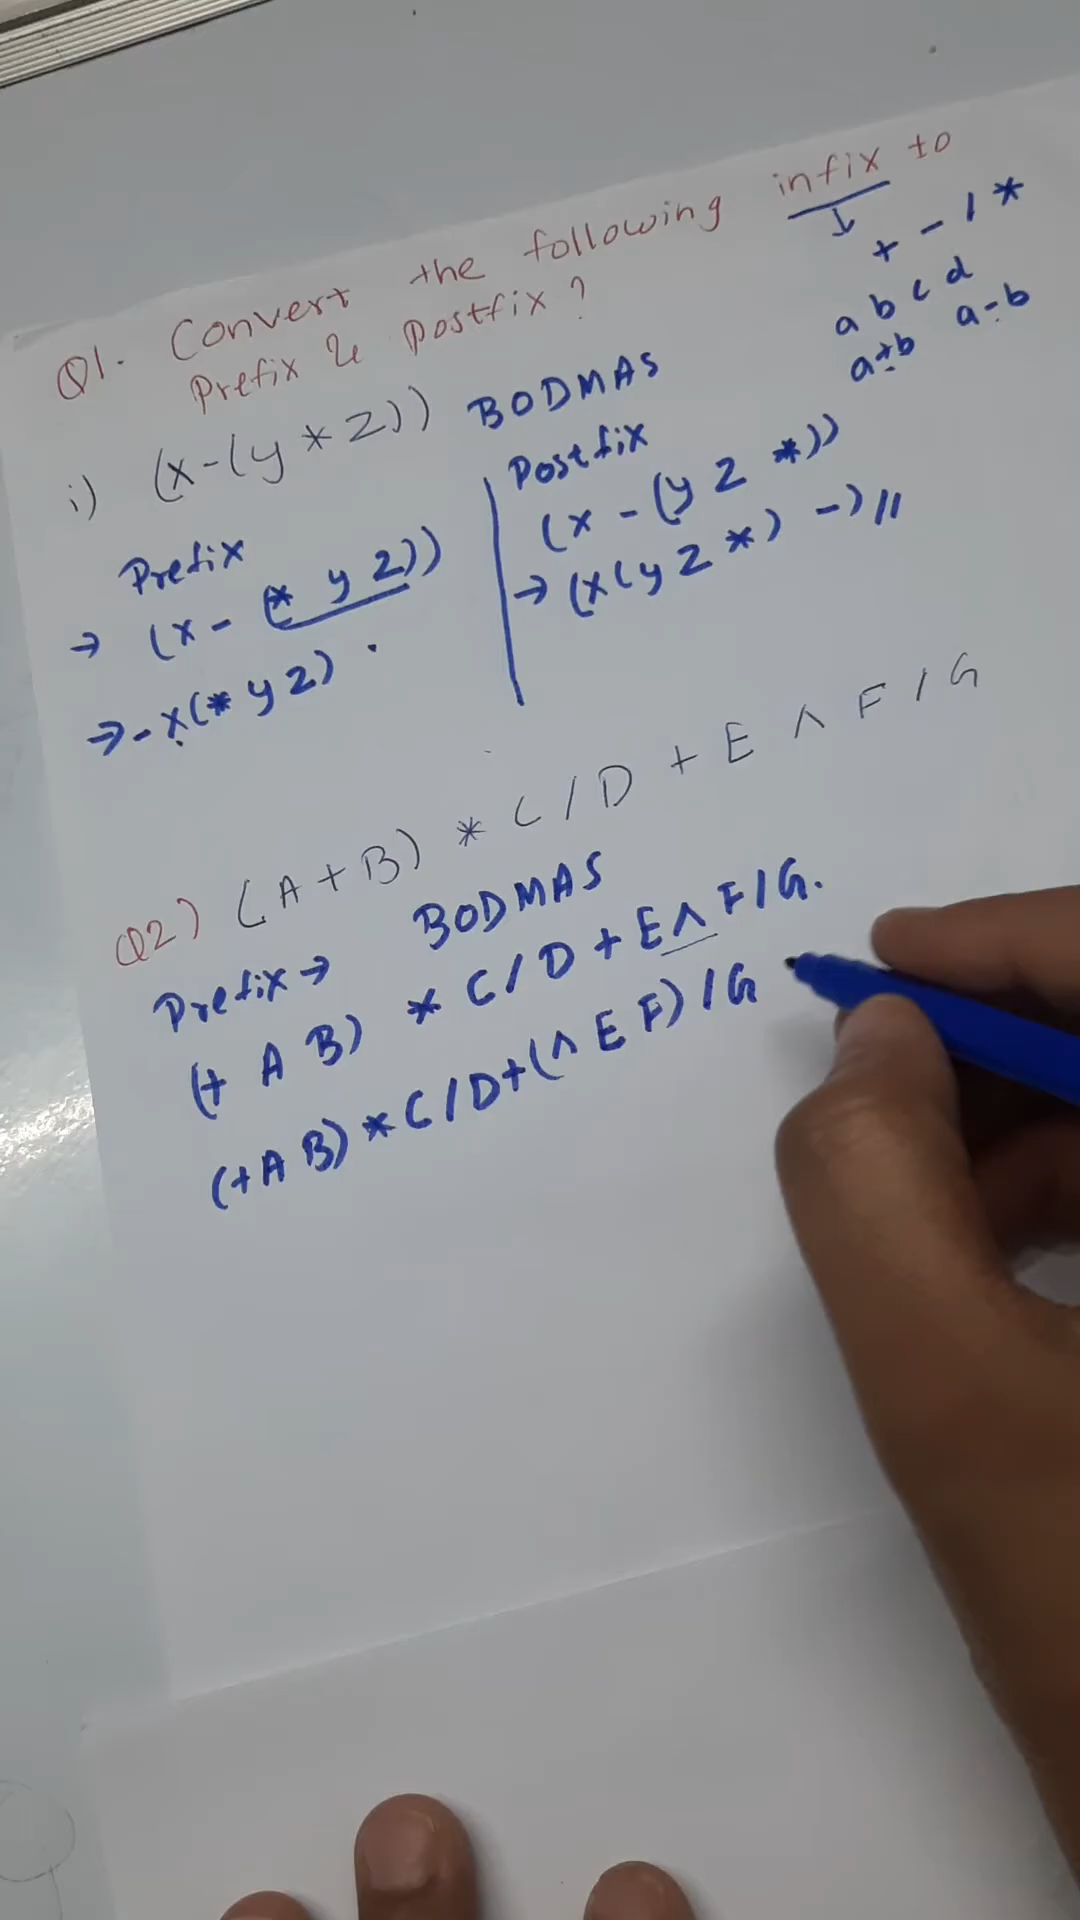 Q1. Convert the following infix to
Prefix & Postfix?
↓
+ - / *
a b c d
a+b a-b
i) (x-(y*z)) BODMAS
Prefix
→ (x - (* y z))
→ - x(* y z)
Postfix
(x - (y z *))
→ (x(y z *) -) //
Q2) (A+B) * C / D + E ∧ F / G
BODMAS
Prefix →
(+ A B) * C / D + E ∧ F / G.
(+ A B) * C / D + (∧ E F) / G